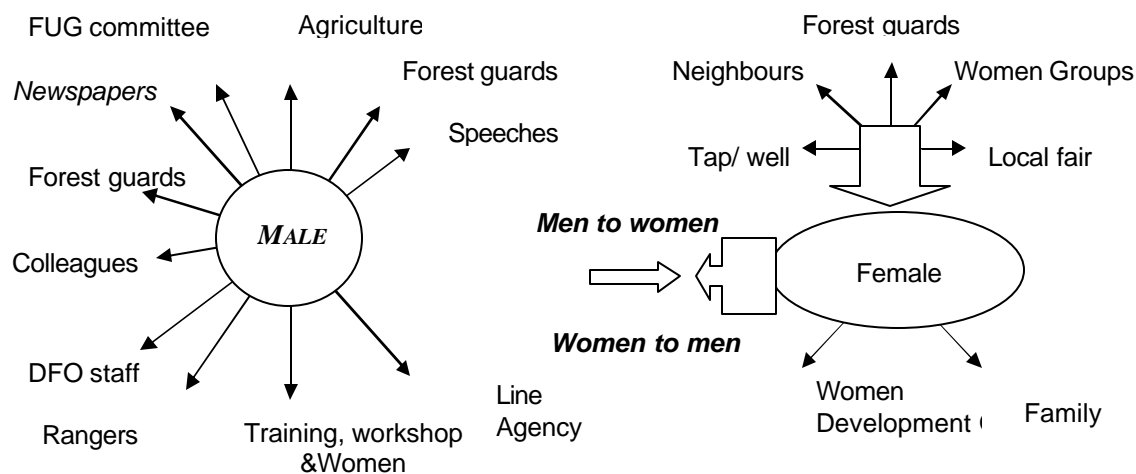 FUG committee
Agriculture
Forest guards
Newspapers
Forest guards
Neighbours
Women Groups
Speeches
Tap/ well
Local fair
Forest guards
Men to women
MALE
Colleagues
Female
Women to men
DFO staff
Women
Development
Line
Agency
Family
Rangers
Training, workshop
&Women